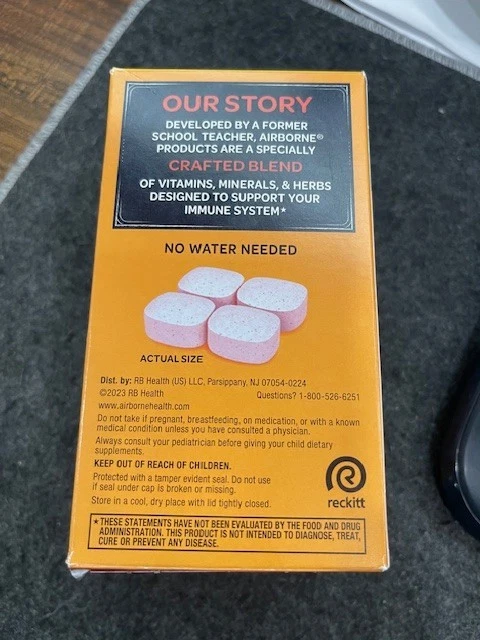 OUR STORY
DEVELOPED BY A FORMER
SCHOOL TEACHER, AIRBORNE®
PRODUCTS ARE A SPECIALLY
CRAFTED BLEND
OF VITAMINS, MINERALS, & HERBS
DESIGNED TO SUPPORT YOUR
IMMUNE SYSTEM*
NO WATER NEEDED
ACTUAL SIZE
Dist. by: RB Health (US) LLC, Parsippany, NJ 07054-0224
©2023 RB Health Questions? 1-800-526-6251
www.airbornehealth.com
Do not take if pregnant, breastfeeding, on medication, or with a known
medical condition unless you have consulted a physician.
Always consult your pediatrician before giving your child dietary
supplements.
KEEP OUT OF REACH OF CHILDREN.
Protected with a tamper evident seal. Do not use
if seal under cap is broken or missing.
Store in a cool, dry place with lid tightly closed.
reckitt
*THESE STATEMENTS HAVE NOT BEEN EVALUATED BY THE FOOD AND DRUG
ADMINISTRATION. THIS PRODUCT IS NOT INTENDED TO DIAGNOSE, TREAT,
CURE OR PREVENT ANY DISEASE.